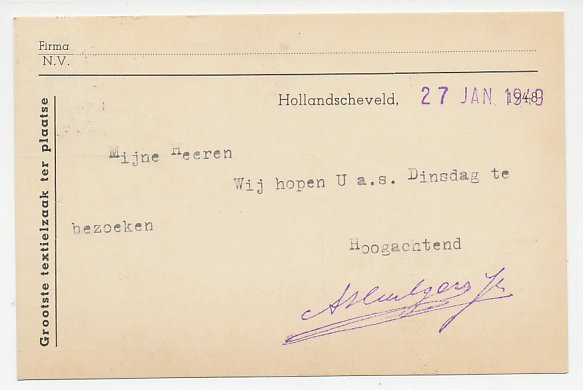 Firma
N.V.
Hollandscheveld, 27 JAN. 1949
Grootste textielzaak ter plaatse
Mijne Heeren
Wij hopen U a.s. Dinsdag te
bezoeken
Hoogachtend